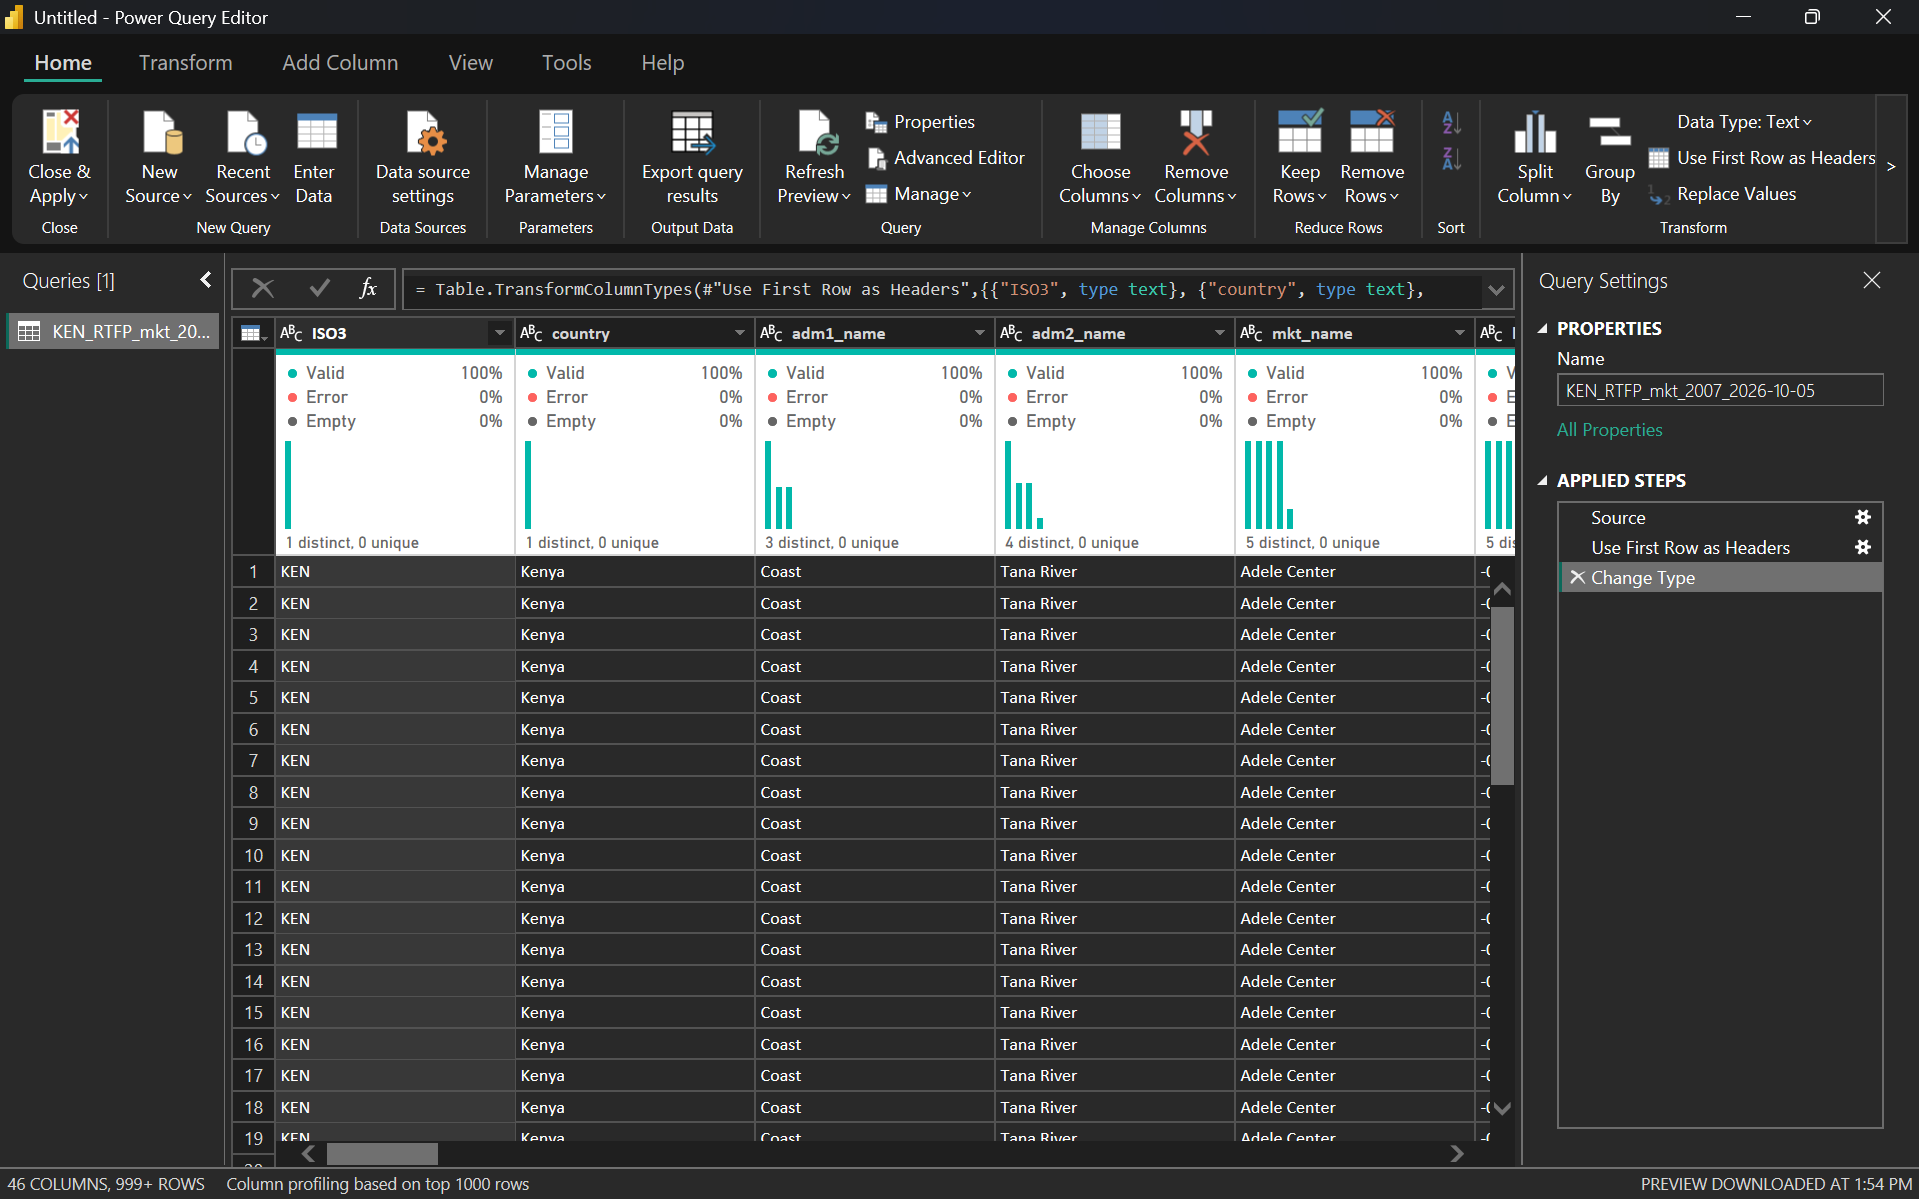 Untitled - Power Query Editor
Home Transform Add Column View Tools Help
Close & Apply
Close
New Source
Recent Sources
Enter Data
New Query
Data source settings
Data Sources
Manage Parameters
Parameters
Export query results
Output Data
Refresh Preview
Properties
Advanced Editor
Manage
Query
Choose Columns
Remove Columns
Manage Columns
Keep Rows
Remove Rows
Reduce Rows
Sort
Split Column
Group By
Data Type: Text
Use First Row as Headers
Replace Values
Transform
Queries [1]
KEN_RTFP_mkt_20...
fx
= Table.TransformColumnTypes(#"Use First Row as Headers",{{"ISO3", type text}, {"country", type text},
ISO3 country adm1_name adm2_name mkt_name
Valid 100% Valid 100% Valid 100% Valid 100% Valid 100%
Error 0% Error 0% Error 0% Error 0% Error 0%
Empty 0% Empty 0% Empty 0% Empty 0% Empty 0%
1 distinct, 0 unique 1 distinct, 0 unique 3 distinct, 0 unique 4 distinct, 0 unique 5 distinct, 0 unique
1 KEN Kenya Coast Tana River Adele Center
2 KEN Kenya Coast Tana River Adele Center
3 KEN Kenya Coast Tana River Adele Center
4 KEN Kenya Coast Tana River Adele Center
5 KEN Kenya Coast Tana River Adele Center
6 KEN Kenya Coast Tana River Adele Center
7 KEN Kenya Coast Tana River Adele Center
8 KEN Kenya Coast Tana River Adele Center
9 KEN Kenya Coast Tana River Adele Center
10 KEN Kenya Coast Tana River Adele Center
11 KEN Kenya Coast Tana River Adele Center
12 KEN Kenya Coast Tana River Adele Center
13 KEN Kenya Coast Tana River Adele Center
14 KEN Kenya Coast Tana River Adele Center
15 KEN Kenya Coast Tana River Adele Center
16 KEN Kenya Coast Tana River Adele Center
17 KEN Kenya Coast Tana River Adele Center
18 KEN Kenya Coast Tana River Adele Center
19 KEN Kenya Coast Tana River Adele Center
Query Settings
PROPERTIES
Name
KEN_RTFP_mkt_2007_2026-10-05
All Properties
APPLIED STEPS
Source
Use First Row as Headers
Change Type
46 COLUMNS, 999+ ROWS Column profiling based on top 1000 rows PREVIEW DOWNLOADED AT 1:54 PM